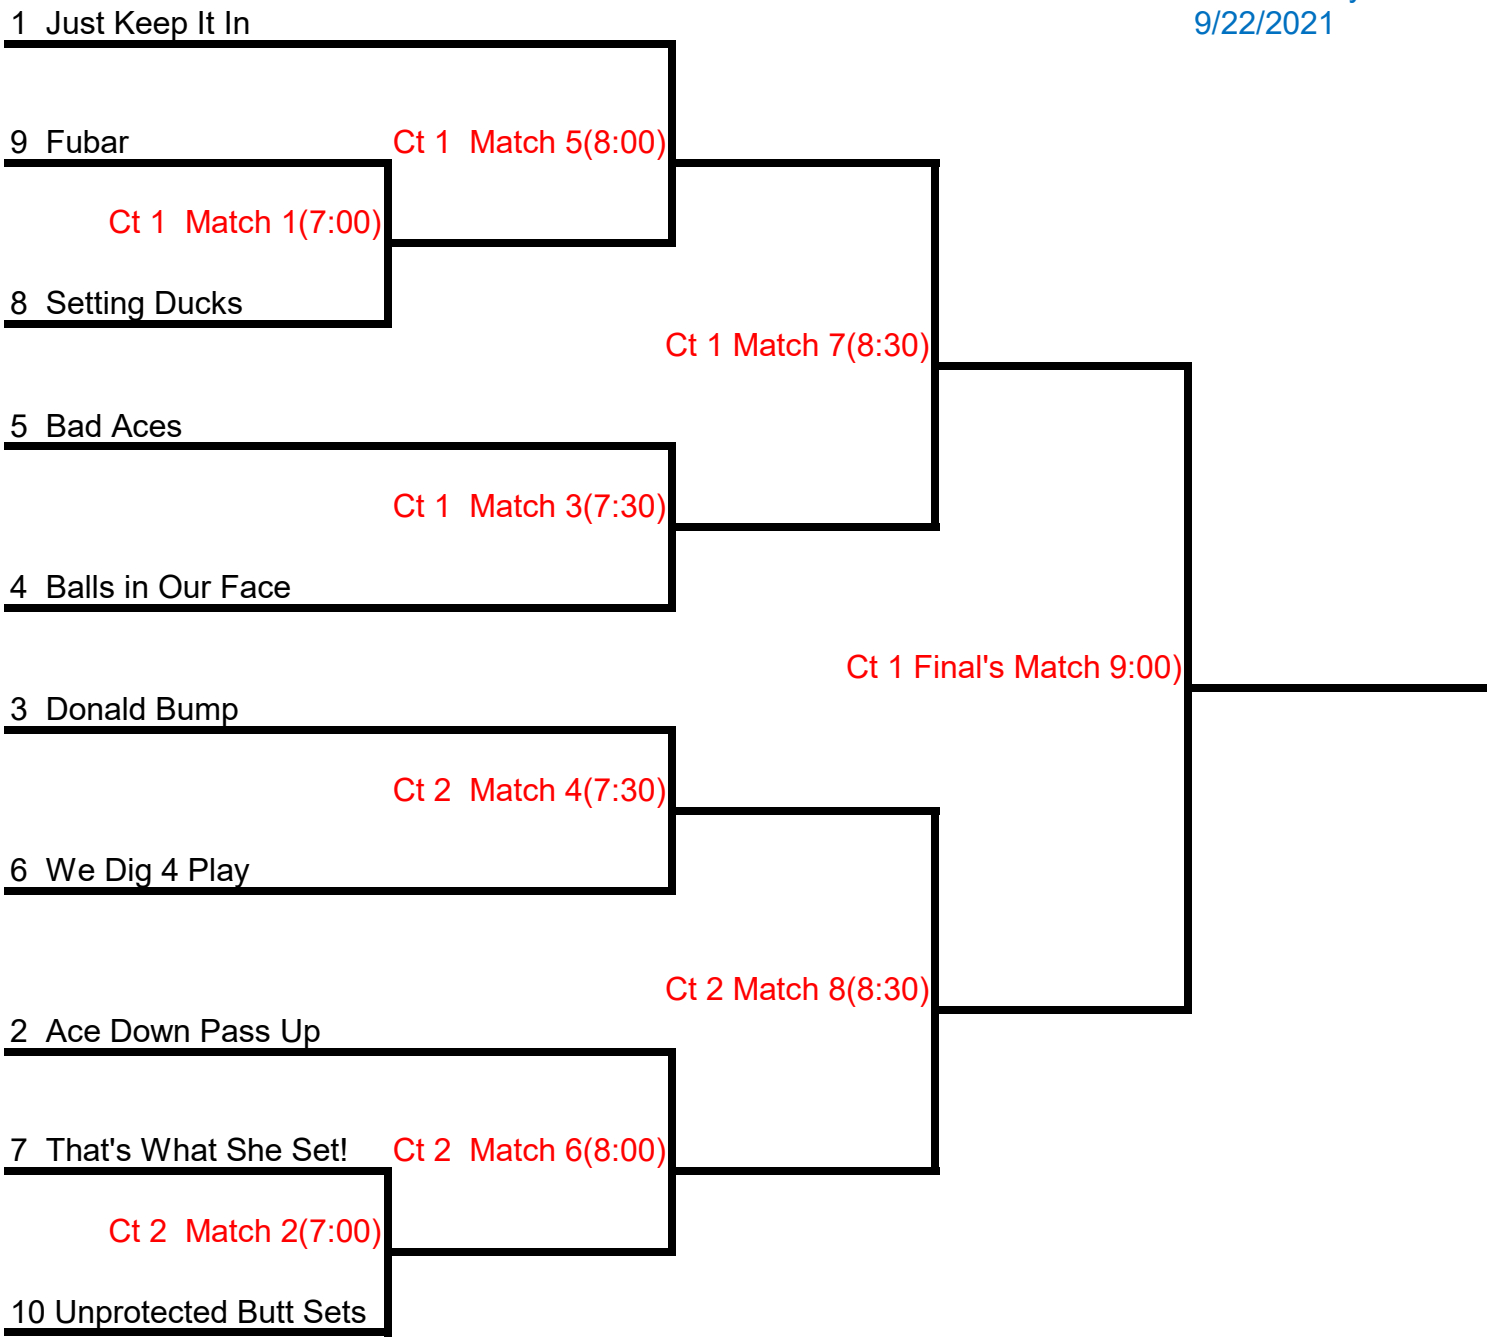 1 Just Keep It In
9/22/2021
9 Fubar
Ct 1 Match 5(8:00)
Ct 1 Match 1(7:00)
8 Setting Ducks
Ct 1 Match 7(8:30)
5 Bad Aces
Ct 1 Match 3(7:30)
4 Balls in Our Face
Ct 1 Final's Match 9:00)
3 Donald Bump
Ct 2 Match 4(7:30)
6 We Dig 4 Play
Ct 2 Match 8(8:30)
2 Ace Down Pass Up
7 That's What She Set!
Ct 2 Match 6(8:00)
Ct 2 Match 2(7:00)
10 Unprotected Butt Sets